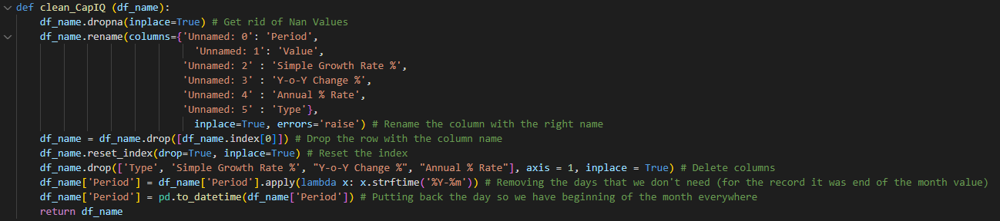 def clean_CapIQ (df_name):
    df_name.dropna(inplace=True) # Get rid of Nan Values
    df_name.rename(columns={'Unnamed: 0': 'Period',
                              'Unnamed: 1': 'Value',
                            'Unnamed: 2' : 'Simple Growth Rate %',
                            'Unnamed: 3' : 'Y-o-Y Change %',
                            'Unnamed: 4' : 'Annual % Rate',
                            'Unnamed: 5' : 'Type'},
                              inplace=True, errors='raise') # Rename the column with the right name
    df_name = df_name.drop([df_name.index[0]]) # Drop the row with the column name
    df_name.reset_index(drop=True, inplace=True) # Reset the index
    df_name.drop(['Type', 'Simple Growth Rate %', "Y-o-Y Change %", "Annual % Rate"], axis = 1, inplace = True) # Delete columns
    df_name['Period'] = df_name['Period'].apply(lambda x: x.strftime('%Y-%m')) # Removing the days that we don't need (for the record it was end of the month value)
    df_name['Period'] = pd.to_datetime(df_name['Period']) # Putting back the day so we have beginning of the month everywhere
    return df_name